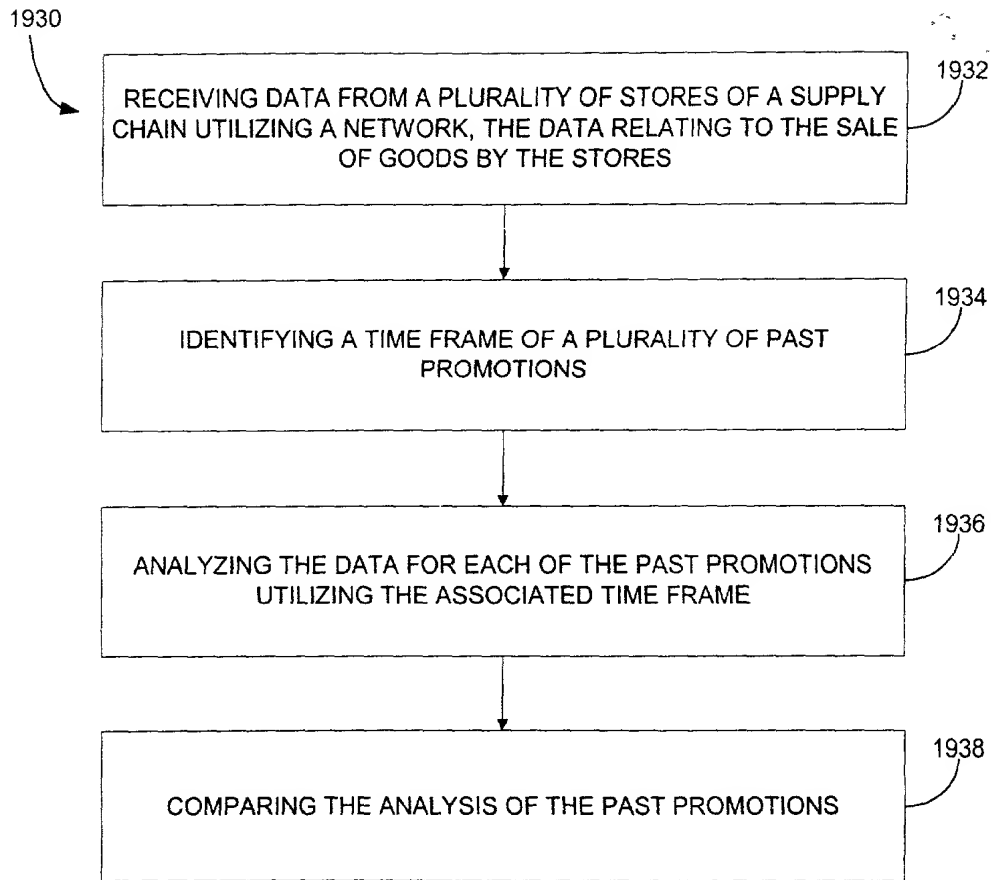 1930
1932
RECEIVING DATA FROM A PLURALITY OF STORES OF A SUPPLY
CHAIN UTILIZING A NETWORK, THE DATA RELATING TO THE SALE
OF GOODS BY THE STORES
1934
IDENTIFYING A TIME FRAME OF A PLURALITY OF PAST
PROMOTIONS
1936
ANALYZING THE DATA FOR EACH OF THE PAST PROMOTIONS
UTILIZING THE ASSOCIATED TIME FRAME
1938
COMPARING THE ANALYSIS OF THE PAST PROMOTIONS